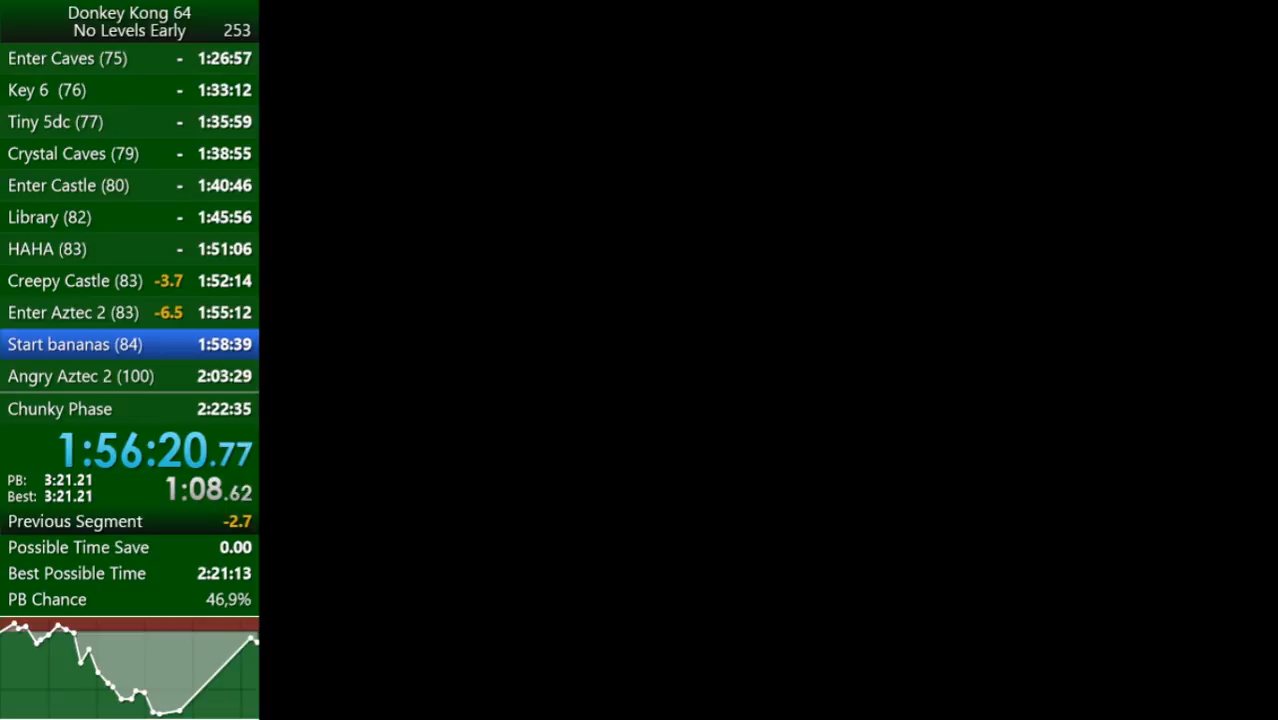 Donkey Kong 64
No Levels Early 253
Enter Caves (75) - 1:26:57
Key 6 (76) - 1:33:12
Tiny 5dc (77) - 1:35:59
Crystal Caves (79) - 1:38:55
Enter Castle (80) - 1:40:46
Library (82) - 1:45:56
HAHA (83) - 1:51:06
Creepy Castle (83) -3.7 1:52:14
Enter Aztec 2 (83) -6.5 1:55:12
Start bananas (84) 1:58:39
Angry Aztec 2 (100) 2:03:29
Chunky Phase 2:22:35
1:56:20.77
PB: 3:21.21
Best: 3:21.21 1:08.62
Previous Segment -2.7
Possible Time Save 0.00
Best Possible Time 2:21:13
PB Chance 46,9%